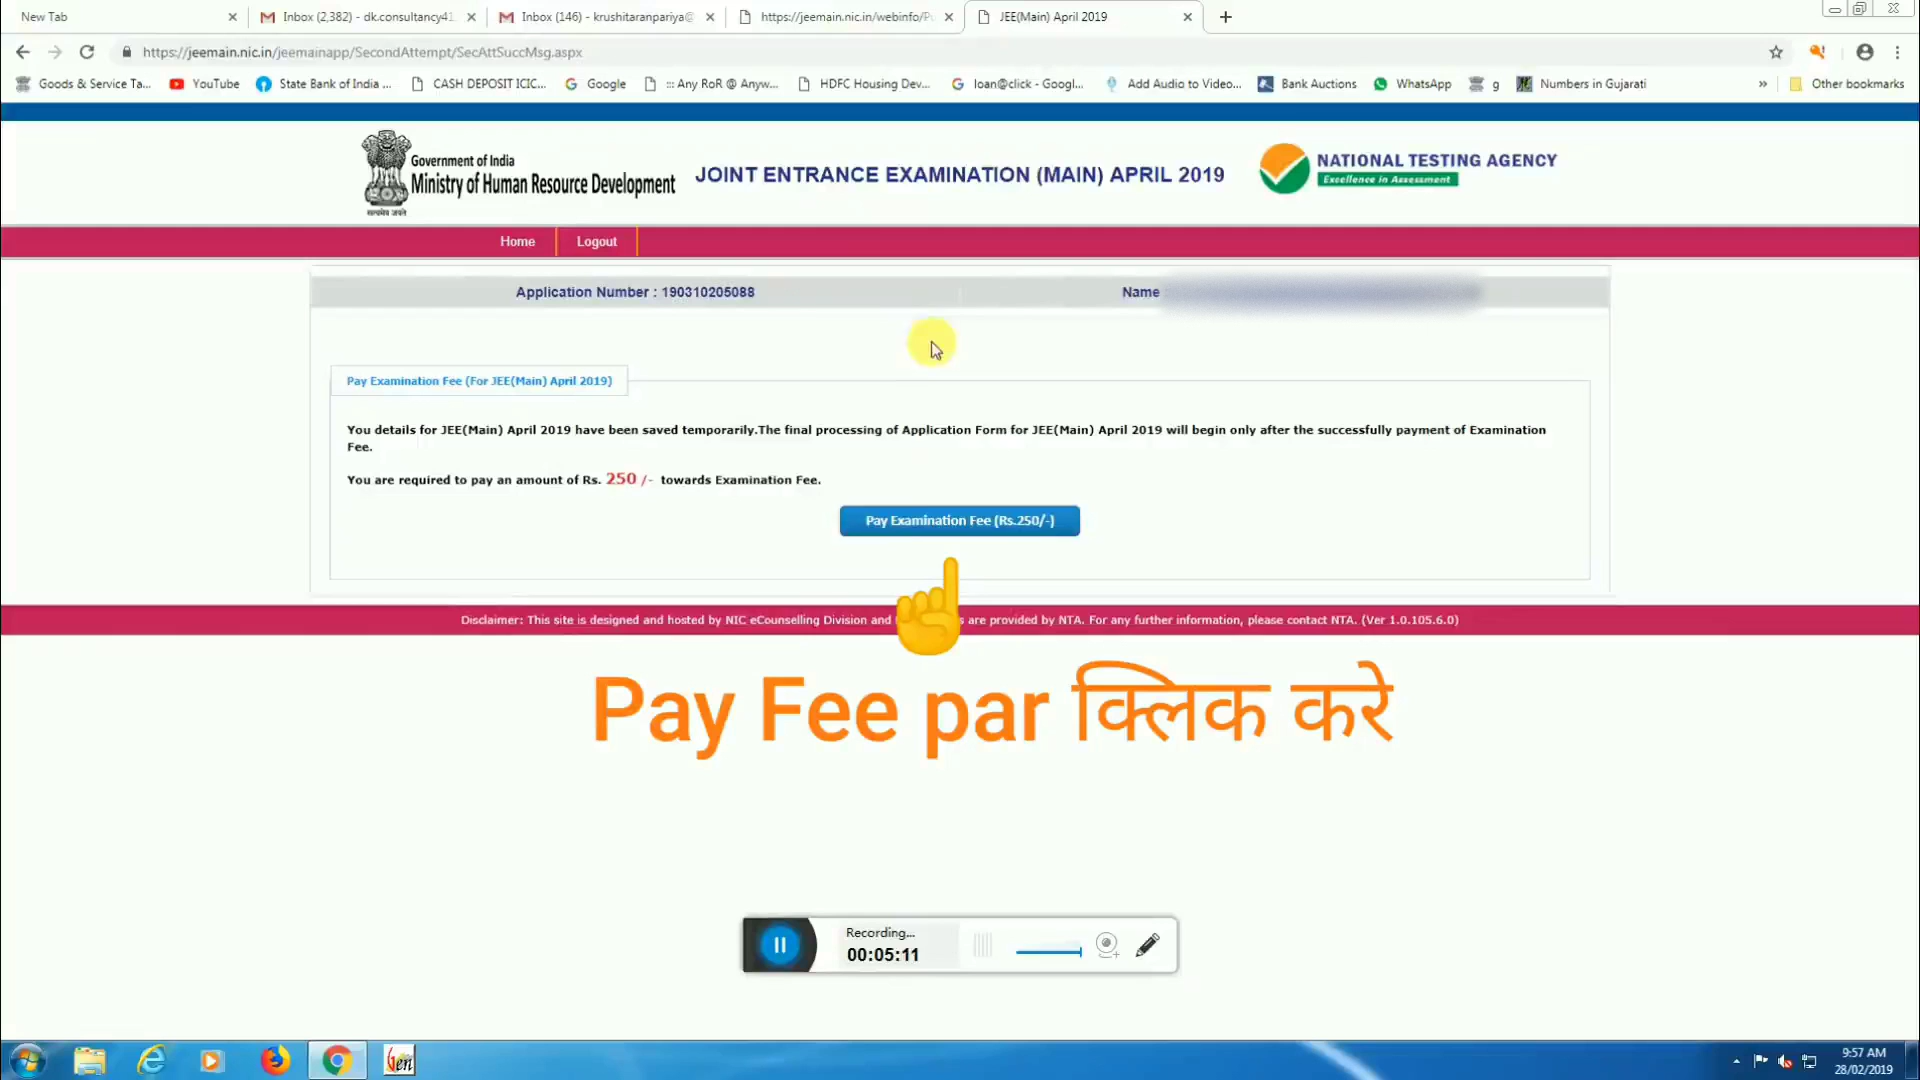 New Tab
Inbox (2,382) - dk.consultancy41
Inbox (146) - krushitaranpariya@
https://jeemain.nic.in/webinfo/Pu
JEE(Main) April 2019
https://jeemain.nic.in/jeemainapp/SecondAttempt/SecAttSuccMsg.aspx
Goods & Service Ta...
YouTube
State Bank of India ...
CASH DEPOSIT ICIC...
Google
::: Any RoR @ Anyw...
HDFC Housing Dev...
loan@click - Googl...
Add Audio to Video...
Bank Auctions
WhatsApp
g
Numbers in Gujarati
»
Other bookmarks
Government of India
Ministry of Human Resource Development
सत्यमेव जयते
JOINT ENTRANCE EXAMINATION (MAIN) APRIL 2019
NATIONAL TESTING AGENCY
Excellence in Assessment
Home
Logout
Application Number : 190310205088
Name
Pay Examination Fee (For JEE(Main) April 2019)
You details for JEE(Main) April 2019 have been saved temporarily.The final processing of Application Form for JEE(Main) April 2019 will begin only after the successfully payment of Examination
Fee.
You are required to pay an amount of Rs. 250 /- towards Examination Fee.
Pay Examination Fee (Rs.250/-)
Disclaimer: This site is designed and hosted by NIC eCounselling Division and s are provided by NTA. For any further information, please contact NTA. (Ver 1.0.105.6.0)
Pay Fee par क्लिक करे
Recording...
00:05:11
Gen
9:57 AM
28/02/2019